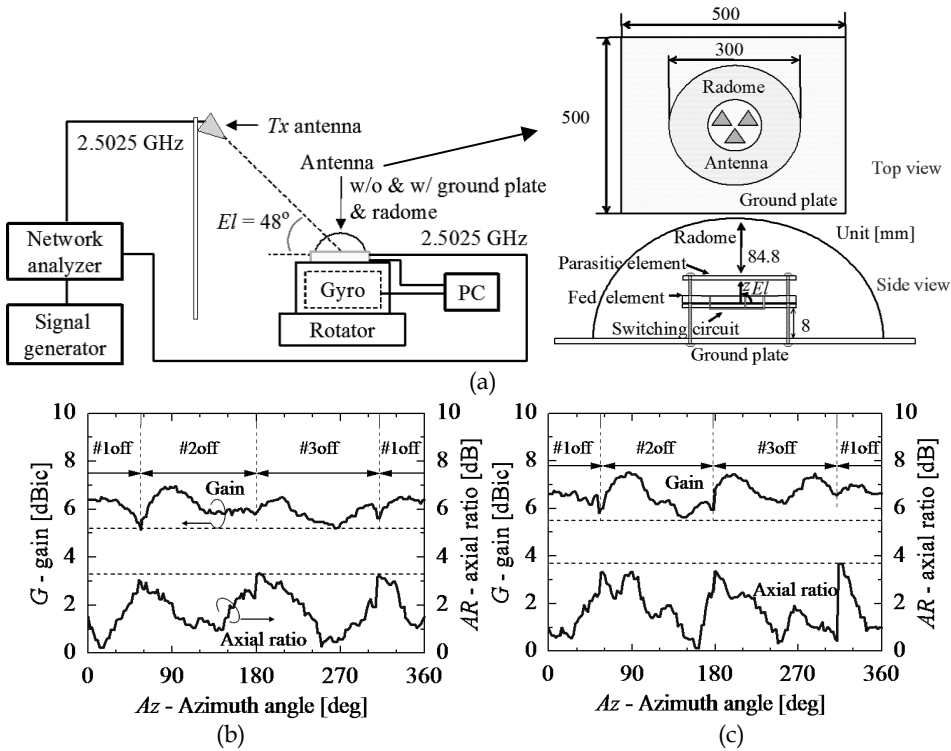 500
300
500
Radome
Antenna
Ground plate
Top view
Tx antenna
2.5025 GHz
Antenna
w/o & w/ ground plate
& radome
El = 48°
2.5025 GHz
Network
analyzer
Signal
generator
Gyro
Rotator
PC
Unit [mm]
Radome
84.8
Parasitic element
Side view
z El
Fed element
Switching circuit
8
Ground plate
(a)
10
8
6
4
2
0
G - gain [dBic]
#1off
#2off
#3off
#1off
Gain
Axial ratio
10
8
6
4
2
0
AR - axial ratio [dB]
0 90 180 270 360
Az - Azimuth angle [deg]
(b)
10
8
6
4
2
0
G - gain [dBic]
#1off
#2off
#3off
#1off
Gain
Axial ratio
10
8
6
4
2
0
AR - axial ratio [dB]
0 90 180 270 360
Az - Azimuth angle [deg]
(c)